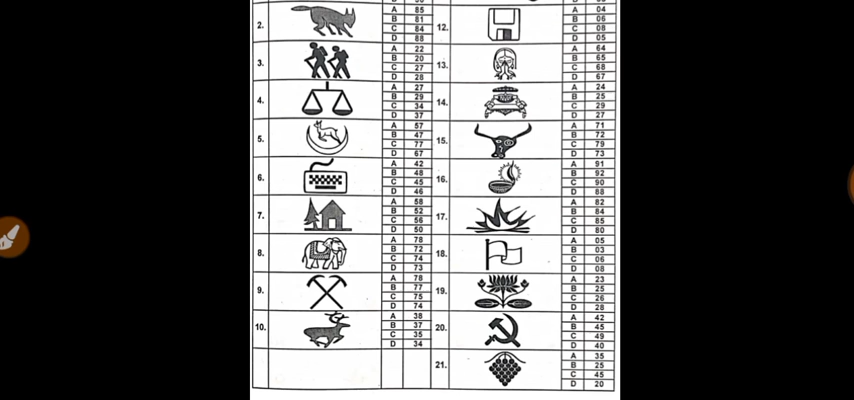 2. A 85 12. A 04
B 81 B 06
C 84 C 08
D 88 D 05
3. A 22 13. A 64
B 20 B 65
C 27 C 68
D 28 D 67
4. A 27 14. A 24
B 29 B 25
C 34 C 29
D 37 D 27
5. A 57 15. A 71
B 47 B 72
C 77 C 79
D 67 D 73
6. A 42 16. A 91
B 48 B 92
C 45 C 90
D 46 D 88
7. A 58 17. A 82
B 52 B 84
C 56 C 85
D 50 D 80
8. A 78 18. A 05
B 72 B 03
C 74 C 06
D 73 D 08
9. A 78 19. A 23
B 77 B 25
C 75 C 26
D 74 D 28
10. A 38 20. A 42
B 37 B 45
C 35 C 49
D 34 D 40
21. A 35
B 25
C 45
D 20